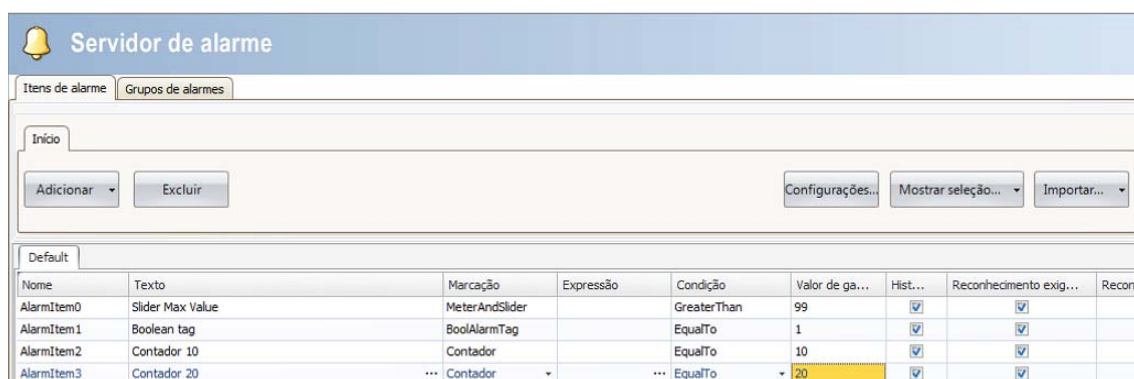 Servidor de alarme
Itens de alarme Grupos de alarmes
Início
Adicionar Excluir Configurações... Mostrar seleção... Importar...
Default
Nome Texto Marcação Expressão Condição Valor de ga... Hist... Reconhecimento exig... Recon
AlarmItem0 Slider Max Value MeterAndSlider GreaterThan 99
AlarmItem1 Boolean tag BoolAlarmTag EqualTo 1
AlarmItem2 Contador 10 Contador EqualTo 10
AlarmItem3 Contador 20 ... Contador ... EqualTo 20